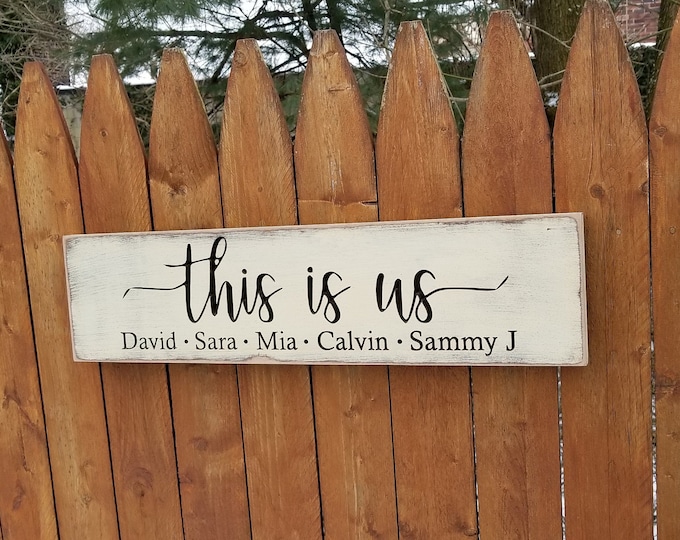 this is us
David · Sara · Mia · Calvin · Sammy J